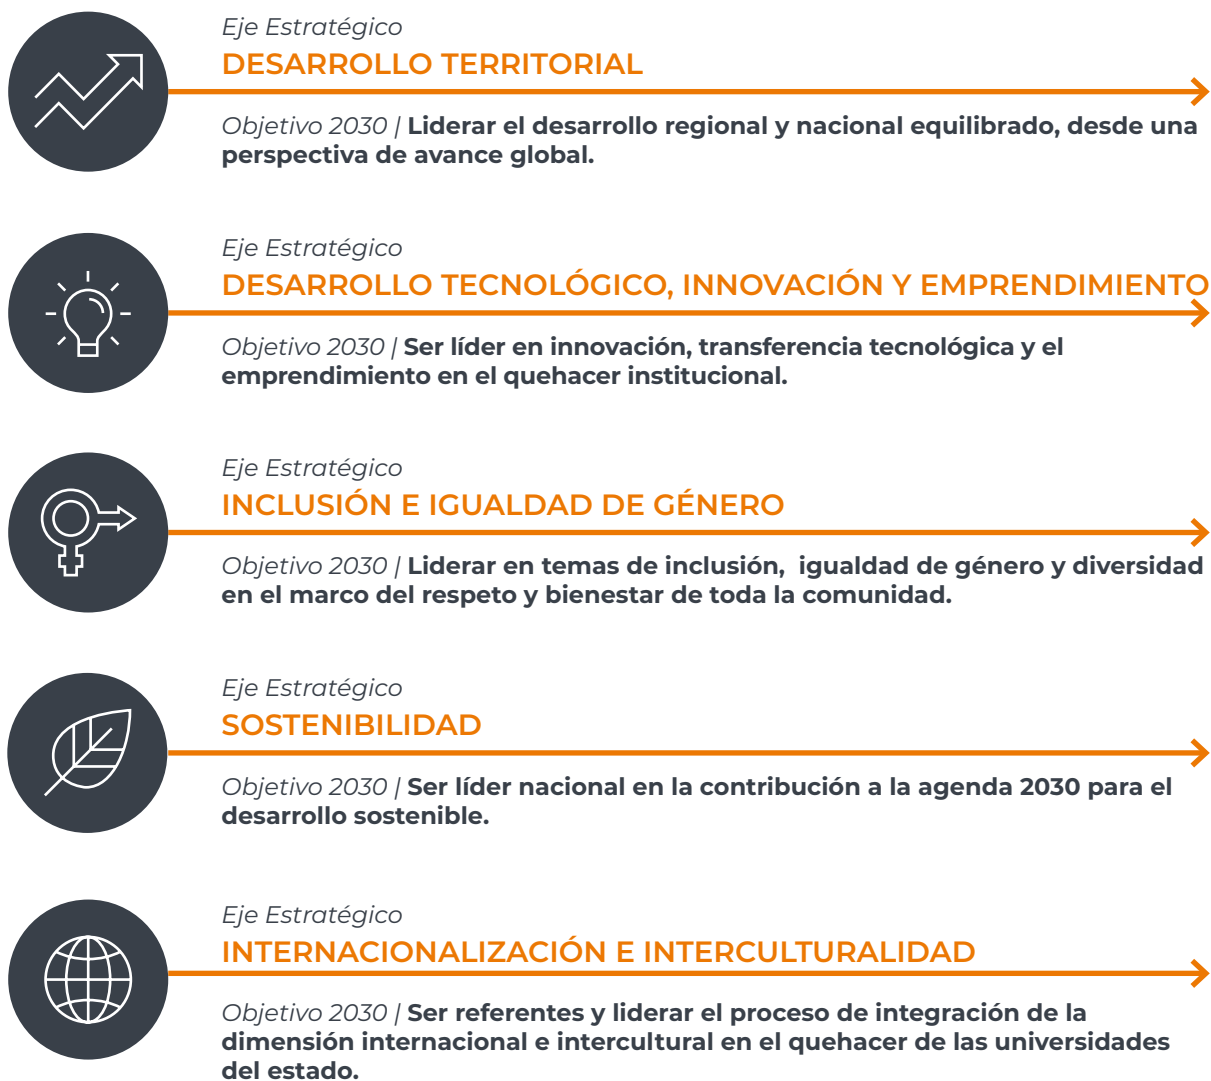 Eje Estratégico
DESARROLLO TERRITORIAL
Objetivo 2030 | Liderar el desarrollo regional y nacional equilibrado, desde una
perspectiva de avance global.
Eje Estratégico
DESARROLLO TECNOLÓGICO, INNOVACIÓN Y EMPRENDIMIENTO
Objetivo 2030 | Ser líder en innovación, transferencia tecnológica y el
emprendimiento en el quehacer institucional.
Eje Estratégico
INCLUSIÓN E IGUALDAD DE GÉNERO
Objetivo 2030 | Liderar en temas de inclusión,  igualdad de género y diversidad
en el marco del respeto y bienestar de toda la comunidad.
Eje Estratégico
SOSTENIBILIDAD
Objetivo 2030 | Ser líder nacional en la contribución a la agenda 2030 para el
desarrollo sostenible.
Eje Estratégico
INTERNACIONALIZACIÓN E INTERCULTURALIDAD
Objetivo 2030 | Ser referentes y liderar el proceso de integración de la
dimensión internacional e intercultural en el quehacer de las universidades
del estado.